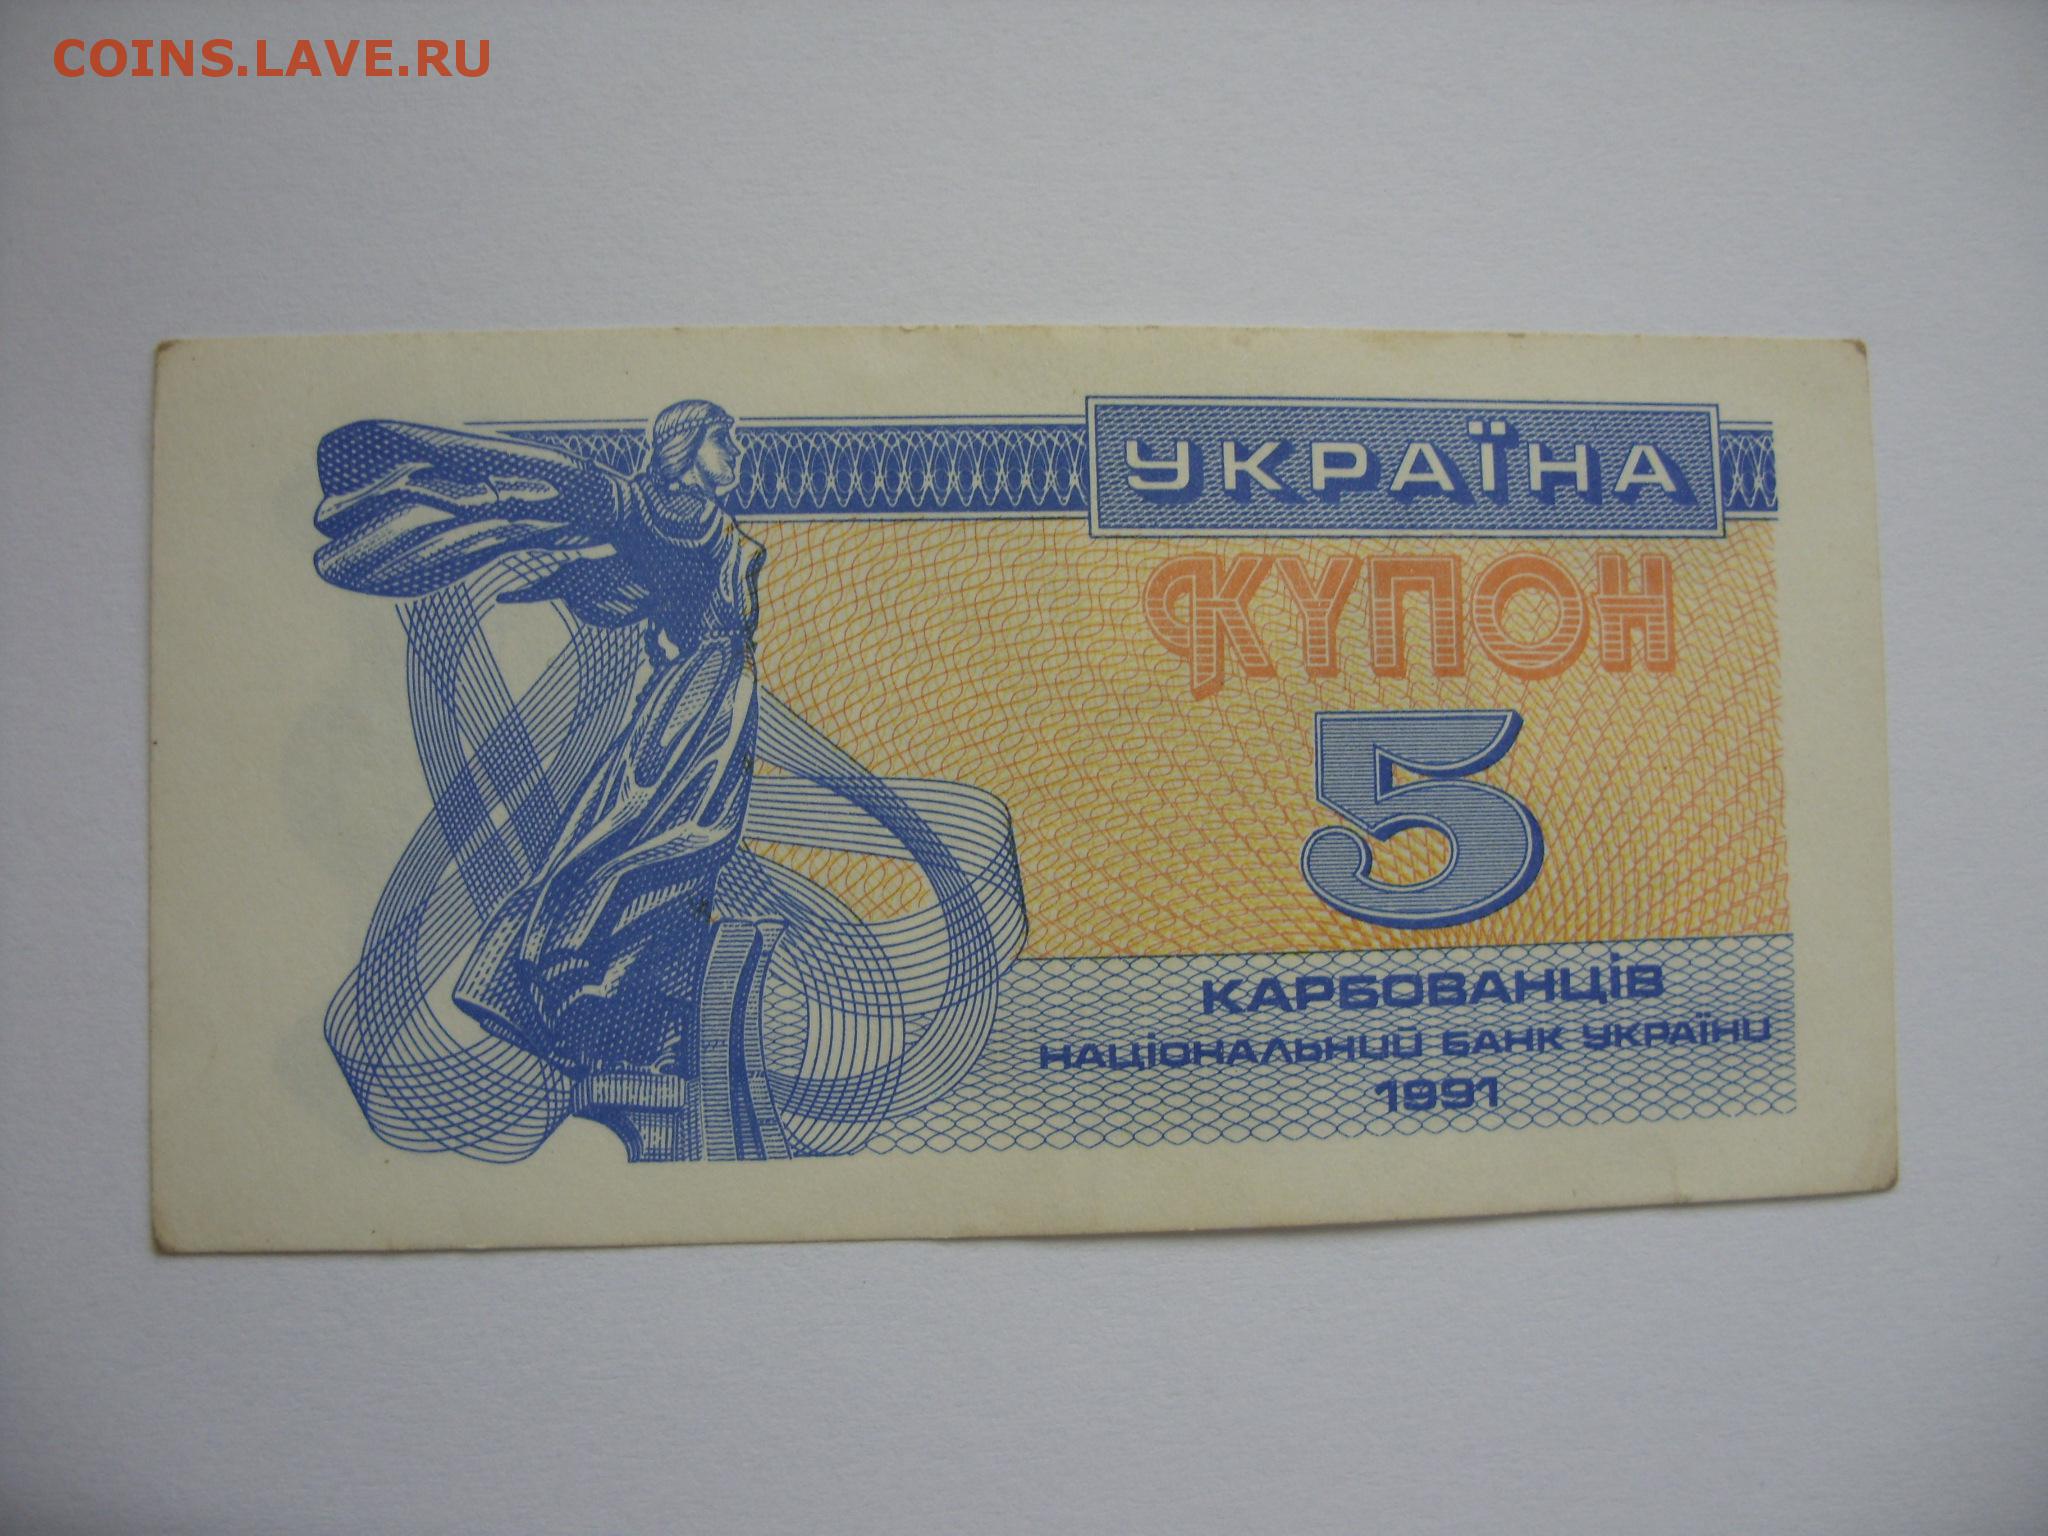 COINS.LAVE.RU
УКРАЇНА
КУПОН
5
КАРБОВАНЦІВ
НАЦІОНАЛЬНИЙ БАНК УКРАЇНИ
1991